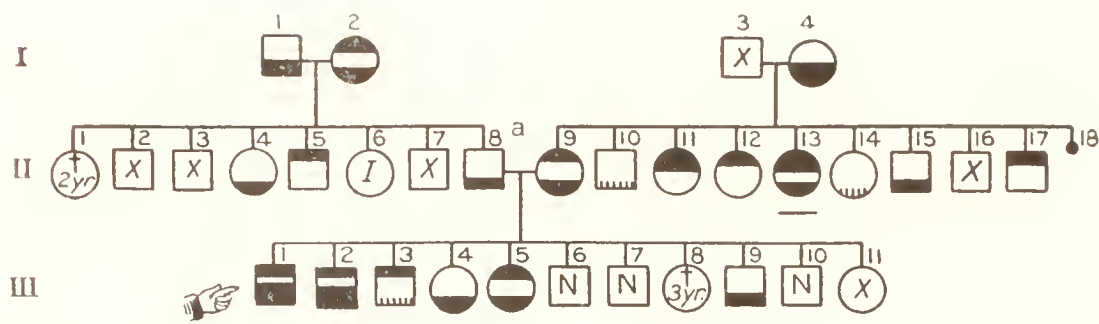 1 2 3 4
I X
1 2 3 4 5 6 7 8 a 9 10 11 12 13 14 15 16 17 18
II 2yr X X I X X
1 2 3 4 5 6 7 8 9 10 11
III N N 3yr. N X